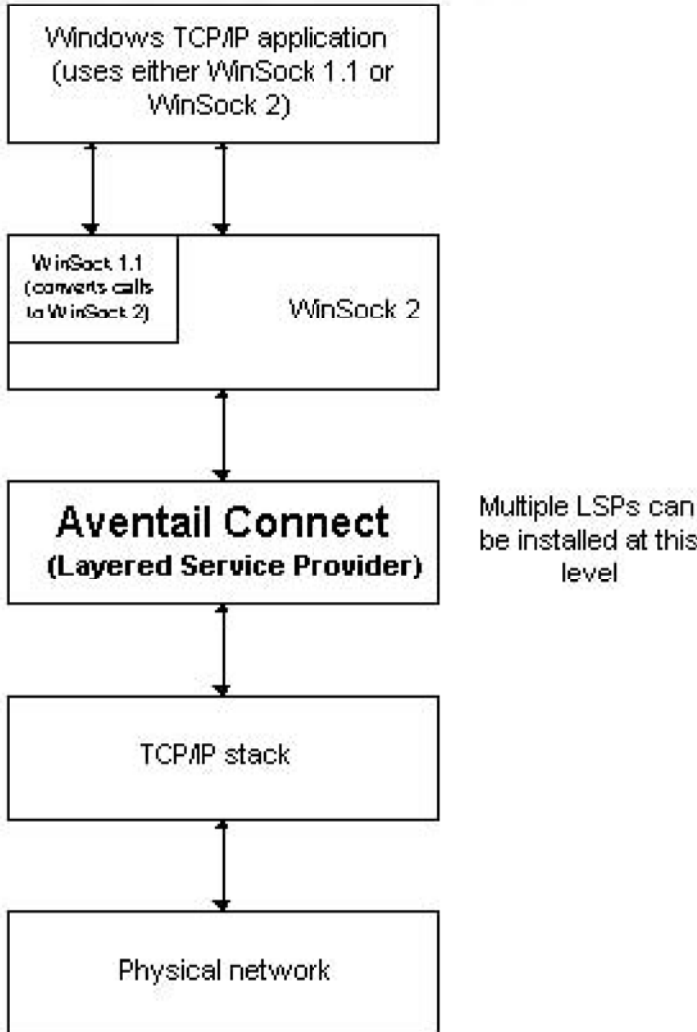 Windows TCP/IP application
(uses either WinSock 1.1 or
WinSock 2)
WinSock 1.1
(converts calls
to WinSock 2)
WinSock 2
Aventail Connect
(Layered Service Provider)
Multiple LSPs can
be installed at this
level
TCP/IP stack
Physical network